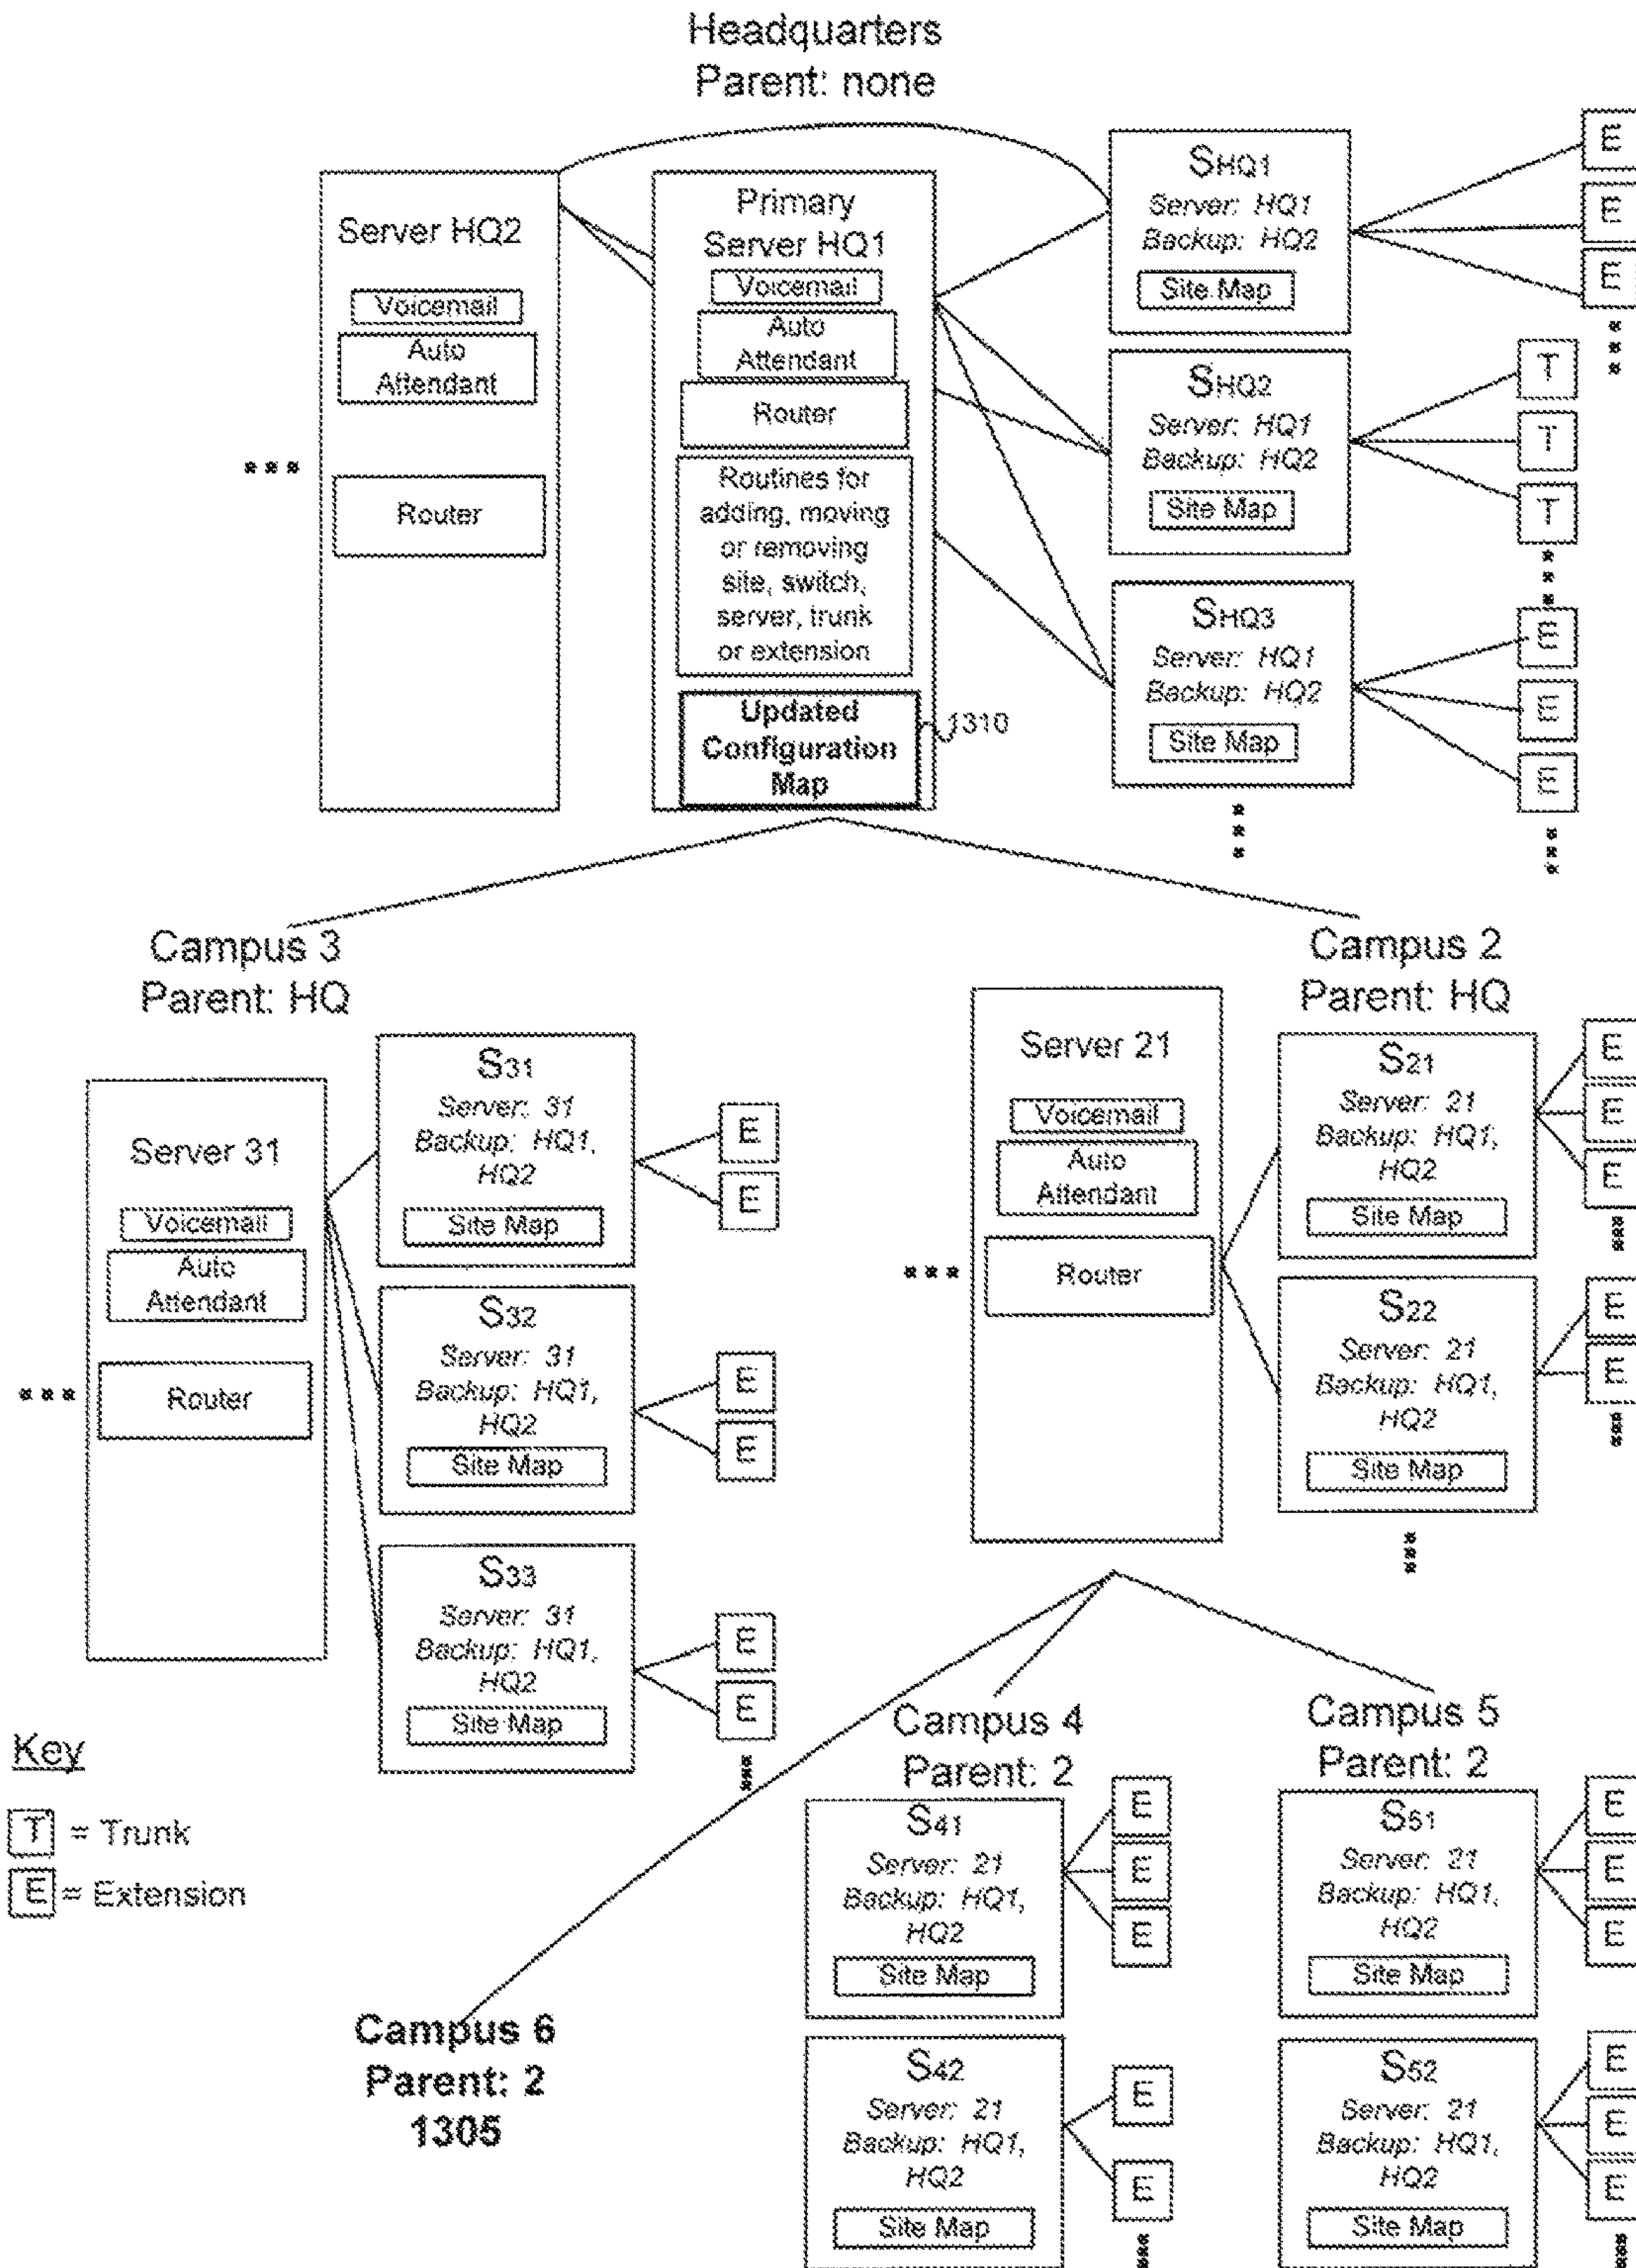 Headquarters
Parent: none
Server HQ2
Voicemail
Auto
Attendant
Router
Primary
Server HQ1
Voicemail
Auto
Attendant
Router
Routines for
adding, moving
or removing
site, switch,
server, trunk
or extension
Updated
Configuration
Map
1310
SHQ1
Server: HQ1
Backup: HQ2
Site Map
E
E
E
SHQ2
Server: HQ1
Backup: HQ2
Site Map
T
T
T
SHQ3
Server: HQ1
Backup: HQ2
Site Map
E
E
E
Campus 3
Parent: HQ
Server 31
Voicemail
Auto
Attendant
Router
S31
Server: 31
Backup: HQ1,
HQ2
Site Map
E
E
S32
Server: 31
Backup: HQ1,
HQ2
Site Map
E
E
S33
Server: 31
Backup: HQ1,
HQ2
Site Map
E
E
Campus 2
Parent: HQ
Server 21
Voicemail
Auto
Attendant
Router
S21
Server: 21
Backup: HQ1,
HQ2
Site Map
E
E
E
S22
Server: 21
Backup: HQ1,
HQ2
Site Map
E
E
Key
T = Trunk
E = Extension
Campus 6
Parent: 2
1305
Campus 4
Parent: 2
S41
Server: 21
Backup: HQ1,
HQ2
Site Map
E
E
E
S42
Server: 21
Backup: HQ1,
HQ2
Site Map
E
E
Campus 5
Parent: 2
S51
Server: 21
Backup: HQ1,
HQ2
Site Map
E
E
E
S52
Server: 21
Backup: HQ1,
HQ2
Site Map
E
E
E